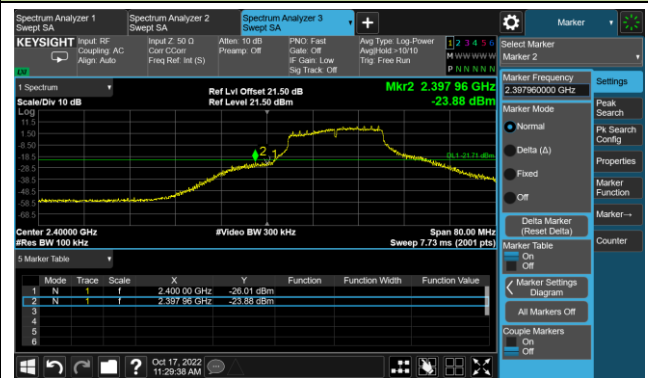 Spectrum Analyzer 1
Swept SA
Spectrum Analyzer 2
Swept SA
Spectrum Analyzer 3
Swept SA
Marker
KEYSIGHT
Input: RF
Coupling: AC
Align: Auto
Input Z: 50 Ω
Corr CCorr
Freq Ref: Int (S)
Atten: 10 dB
Preamp: Off
PNO: Fast
Gate: Off
IF Gain: Low
Sig Track: Off
Avg Type: Log-Power
Avg|Hold >10/10
Trig: Free Run
1 2 3 4 5 6
M W W W W W
P N N N N N
LXI
Select Marker
Marker 2
1 Spectrum
Scale/Div 10 dB
Ref Lvl Offset 21.50 dB
Ref Level 21.50 dBm
Mkr2 2.397 96 GHz
-23.88 dBm
Log
11.5
1.50
-8.50
-18.5
-28.5
-38.5
-48.5
-58.5
-68.5
2
1
DL1 -21.71 dBm
Center 2.40000 GHz
#Res BW 100 kHz
#Video BW 300 kHz
Span 80.00 MHz
Sweep 7.73 ms (2001 pts)
5 Marker Table
Mode Trace Scale X Y Function Function Width Function Value
1 N 1 f 2.400 00 GHz -26.01 dBm
2 N 1 f 2.397 96 GHz -23.88 dBm
3
4
5
6
Marker Frequency
2.397960000 GHz
Marker Mode
Normal
Delta (Δ)
Fixed
Off
Delta Marker
(Reset Delta)
Marker Table
On
Off
Marker Settings
Diagram
All Markers Off
Couple Markers
On
Off
Settings
Peak
Search
Pk Search
Config
Properties
Marker
Function
Marker→
Counter
?
Oct 17, 2022
11:29:38 AM